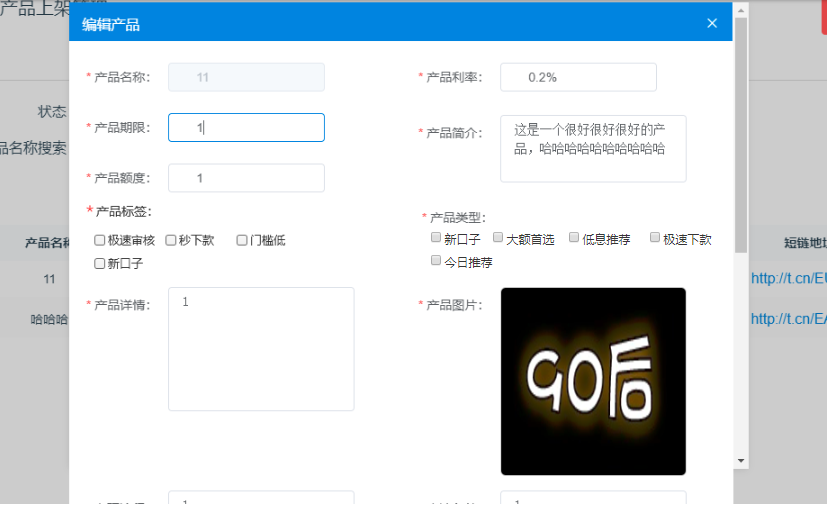 产品上架
编辑产品
* 产品名称： 11
* 产品利率： 0.2%
状态
* 产品期限： 1
* 产品简介： 这是一个很好很好很好的产
品，哈哈哈哈哈哈哈哈哈哈
品名称搜索
* 产品额度： 1
* 产品标签：
* 产品类型：
极速审核 秒下款 门槛低
新口子 大额首选 低息推荐 极速下款
新口子
今日推荐
产品名称
短链地址
11
http://t.cn/EU
哈哈哈
http://t.cn/EA
* 产品详情： 1
* 产品图片：
90后
1
1